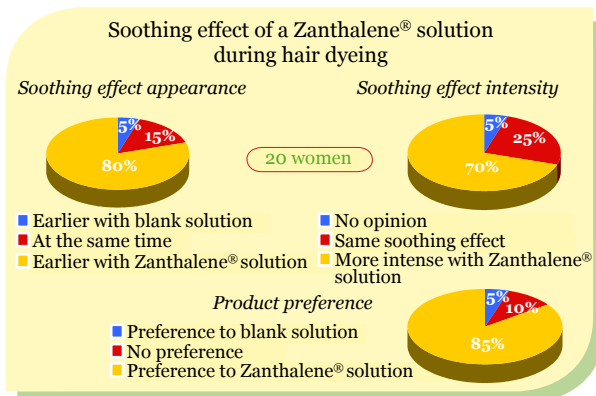 Soothing effect of a Zanthalene® solution
during hair dyeing
Soothing effect appearance
5%
15%
80%
Earlier with blank solution
At the same time
Earlier with Zanthalene® solution
20 women
Soothing effect intensity
5%
25%
70%
No opinion
Same soothing effect
More intense with Zanthalene®
solution
Product preference
Preference to blank solution
No preference
Preference to Zanthalene® solution
5%
10%
85%